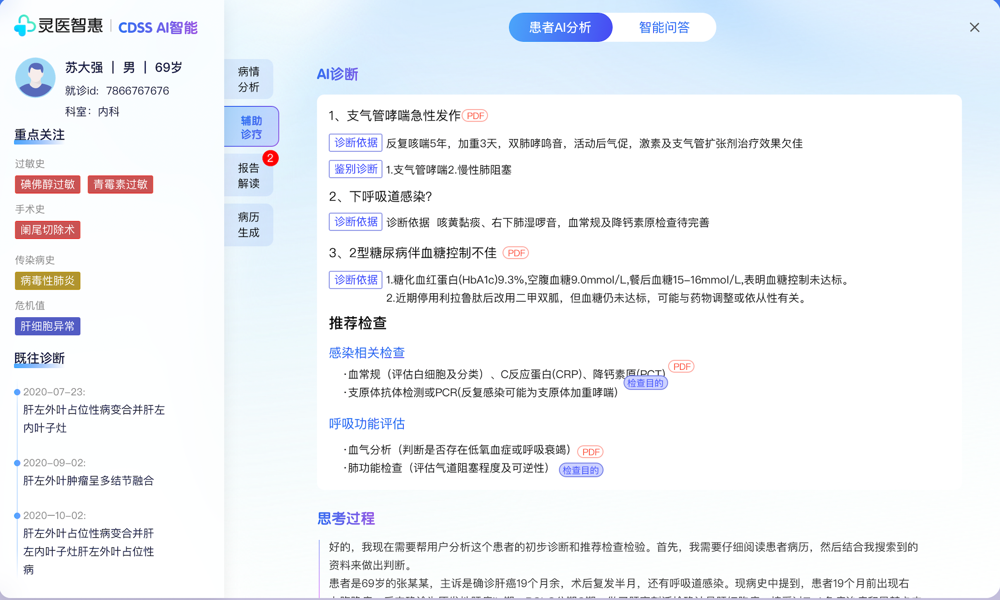 灵医智惠 | CDSS AI智能
患者AI分析
智能问答
苏大强 | 男 | 69岁
就诊id: 7866767676
科室：内科
重点关注
过敏史
碘佛醇过敏 青霉素过敏
手术史
阑尾切除术
传染病史
病毒性肺炎
危机值
肝细胞异常
既往诊断
2020-07-23:
肝左外叶占位性病变合并肝左
内叶子灶
2020-09-02:
肝左外叶肿瘤呈多结节融合
2020—10-02:
肝左外叶占位性病变合并肝
左内叶子灶肝左外叶占位性
病
病情
分析
辅助
诊疗
2
报告
解读
病历
生成
AI诊断
1、支气管哮喘急性发作 PDF
诊断依据 反复咳喘5年，加重3天，双肺哮鸣音，活动后气促，激素及支气管扩张剂治疗效果欠佳
鉴别诊断 1.支气管哮喘2.慢性肺阻塞
2、下呼吸道感染?
诊断依据 诊断依据 咳黄黏痰、右下肺湿啰音，血常规及降钙素原检查待完善
3、2型糖尿病伴血糖控制不佳 PDF
诊断依据 1.糖化血红蛋白(HbA1c)9.3%,空腹血糖9.0mmol/L,餐后血糖15-16mmol/L,表明血糖控制未达标。
2.近期停用利拉鲁肽后改用二甲双胍，但血糖仍未达标，可能与药物调整或依从性有关。
推荐检查
感染相关检查
·血常规（评估白细胞及分类）、C反应蛋白(CRP)、降钙素原(PCT) PDF
·支原体抗体检测或PCR(反复感染可能为支原体加重哮喘) 检查目的
呼吸功能评估
·血气分析（判断是否存在低氧血症或呼吸衰竭） PDF
·肺功能检查（评估气道阻塞程度及可逆性） 检查目的
思考过程
好的，我现在需要帮用户分析这个患者的初步诊断和推荐检查检验。首先，我需要仔细阅读患者病历，然后结合我搜索到的
资料来做出判断。
患者是69岁的张某某，主诉是确诊肝癌19个月余，术后复发半月，还有呼吸道感染。现病史中提到，患者19个月前出现右